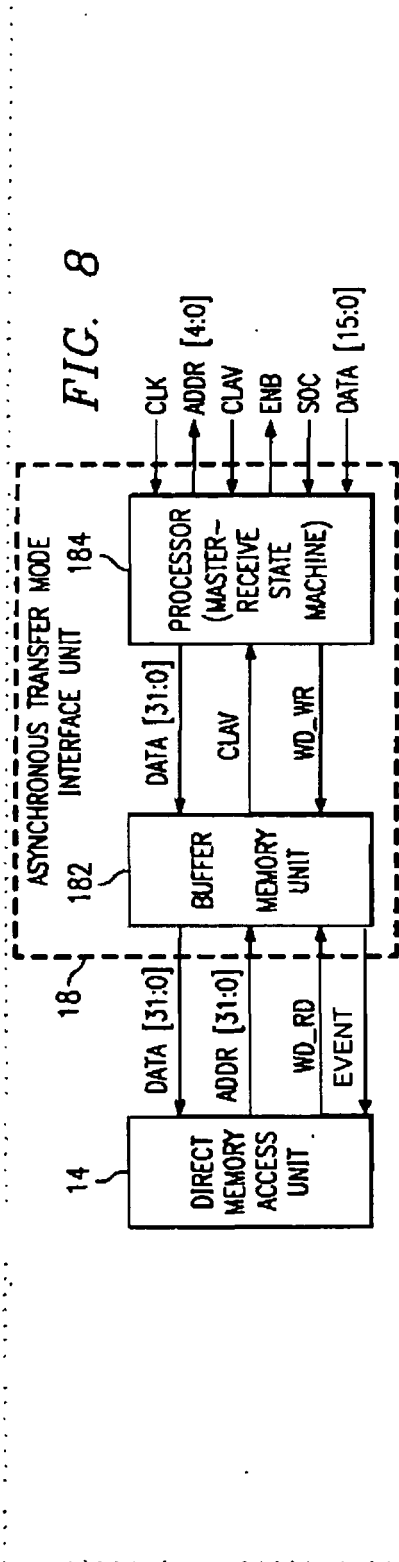 FIG. 8
ASYNCHRONOUS TRANSFER MODE
INTERFACE UNIT
18
14
DIRECT
MEMORY
ACCESS
UNIT
DATA [31:0]
ADDR [31:0]
WD_RD
EVENT
182
BUFFER
MEMORY
UNIT
DATA [31:0]
CLAV
WD_WR
184
PROCESSOR
(MASTER-
RECEIVE
STATE
MACHINE)
CLK
ADDR [4:0]
CLAV
ENB
SOC
DATA [15:0]